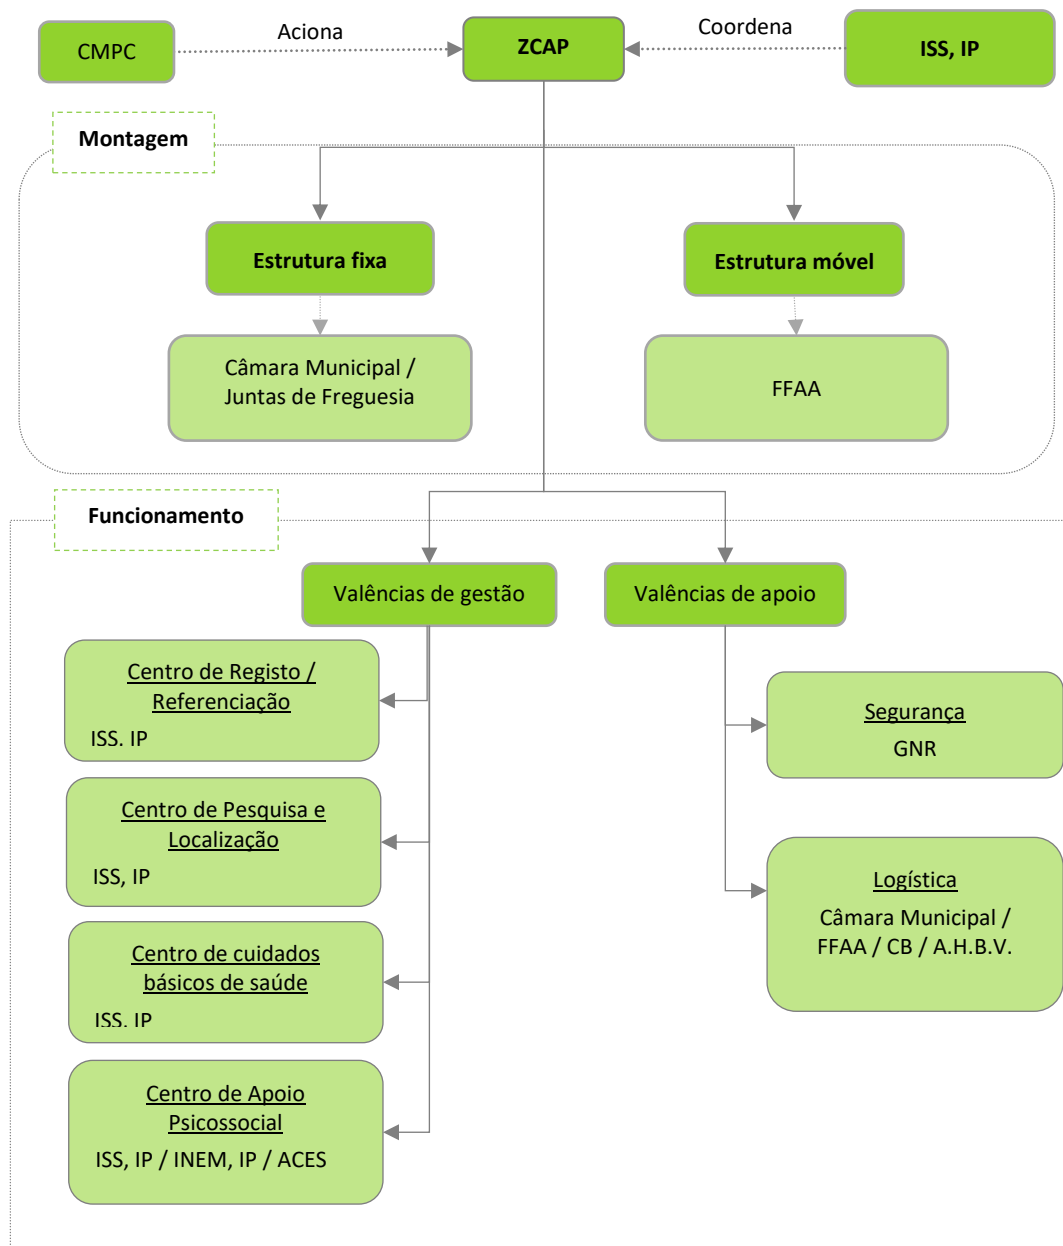 CMPC
Aciona
ZCAP
Coordena
ISS, IP
Montagem
Estrutura fixa
Estrutura móvel
Câmara Municipal /
Juntas de Freguesia
FFAA
Funcionamento
Valências de gestão
Valências de apoio
Centro de Registo /
Referenciação
ISS. IP
Centro de Pesquisa e
Localização
ISS, IP
Centro de cuidados
básicos de saúde
ISS. IP
Centro de Apoio
Psicossocial
ISS, IP / INEM, IP / ACES
Segurança
GNR
Logística
Câmara Municipal /
FFAA / CB / A.H.B.V.